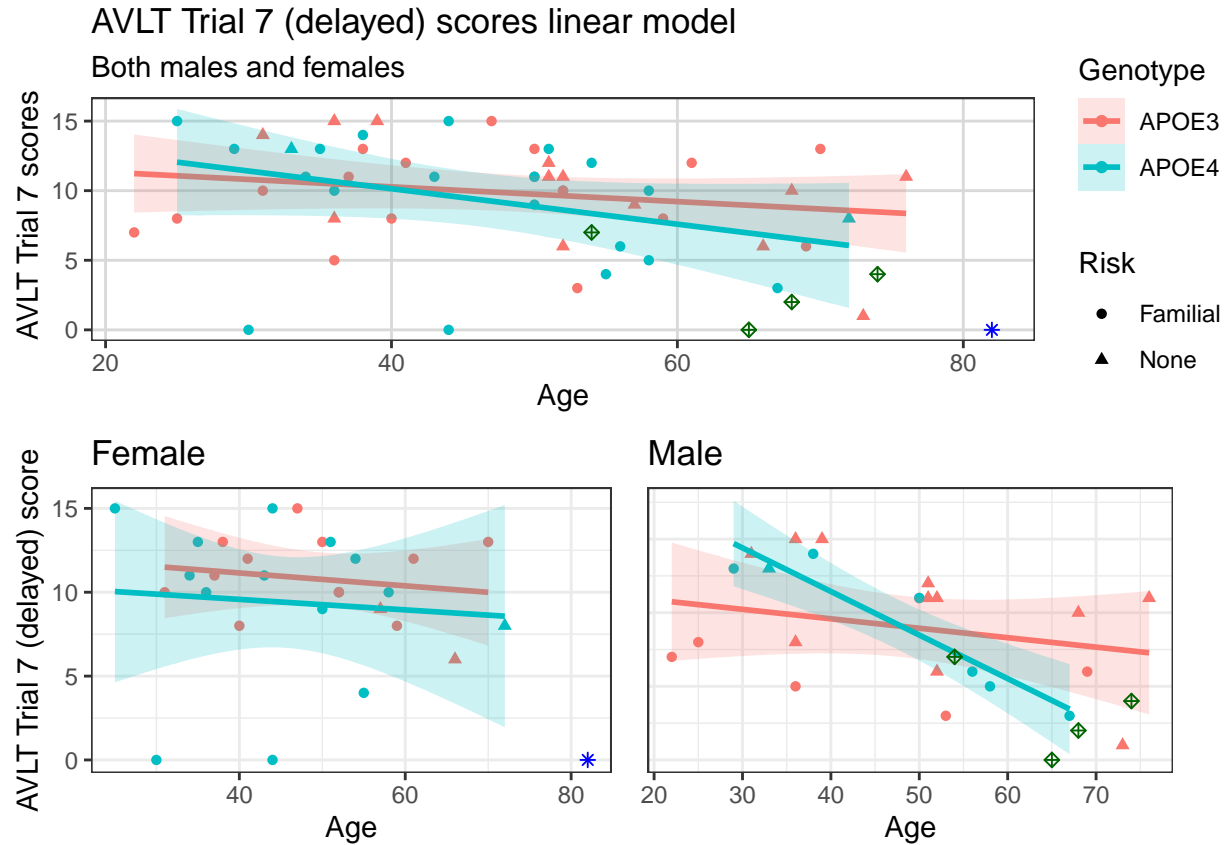 AVLT Trial 7 (delayed) scores linear model
Both males and females
AVLT Trial 7 scores
15
10
5
0
20 40 60 80
Age
Genotype
APOE3
APOE4
Risk
Familial
None
Female
AVLT Trial 7 (delayed) score
15
10
5
0
40 60 80
Age
Male
20 30 40 50 60 70
Age